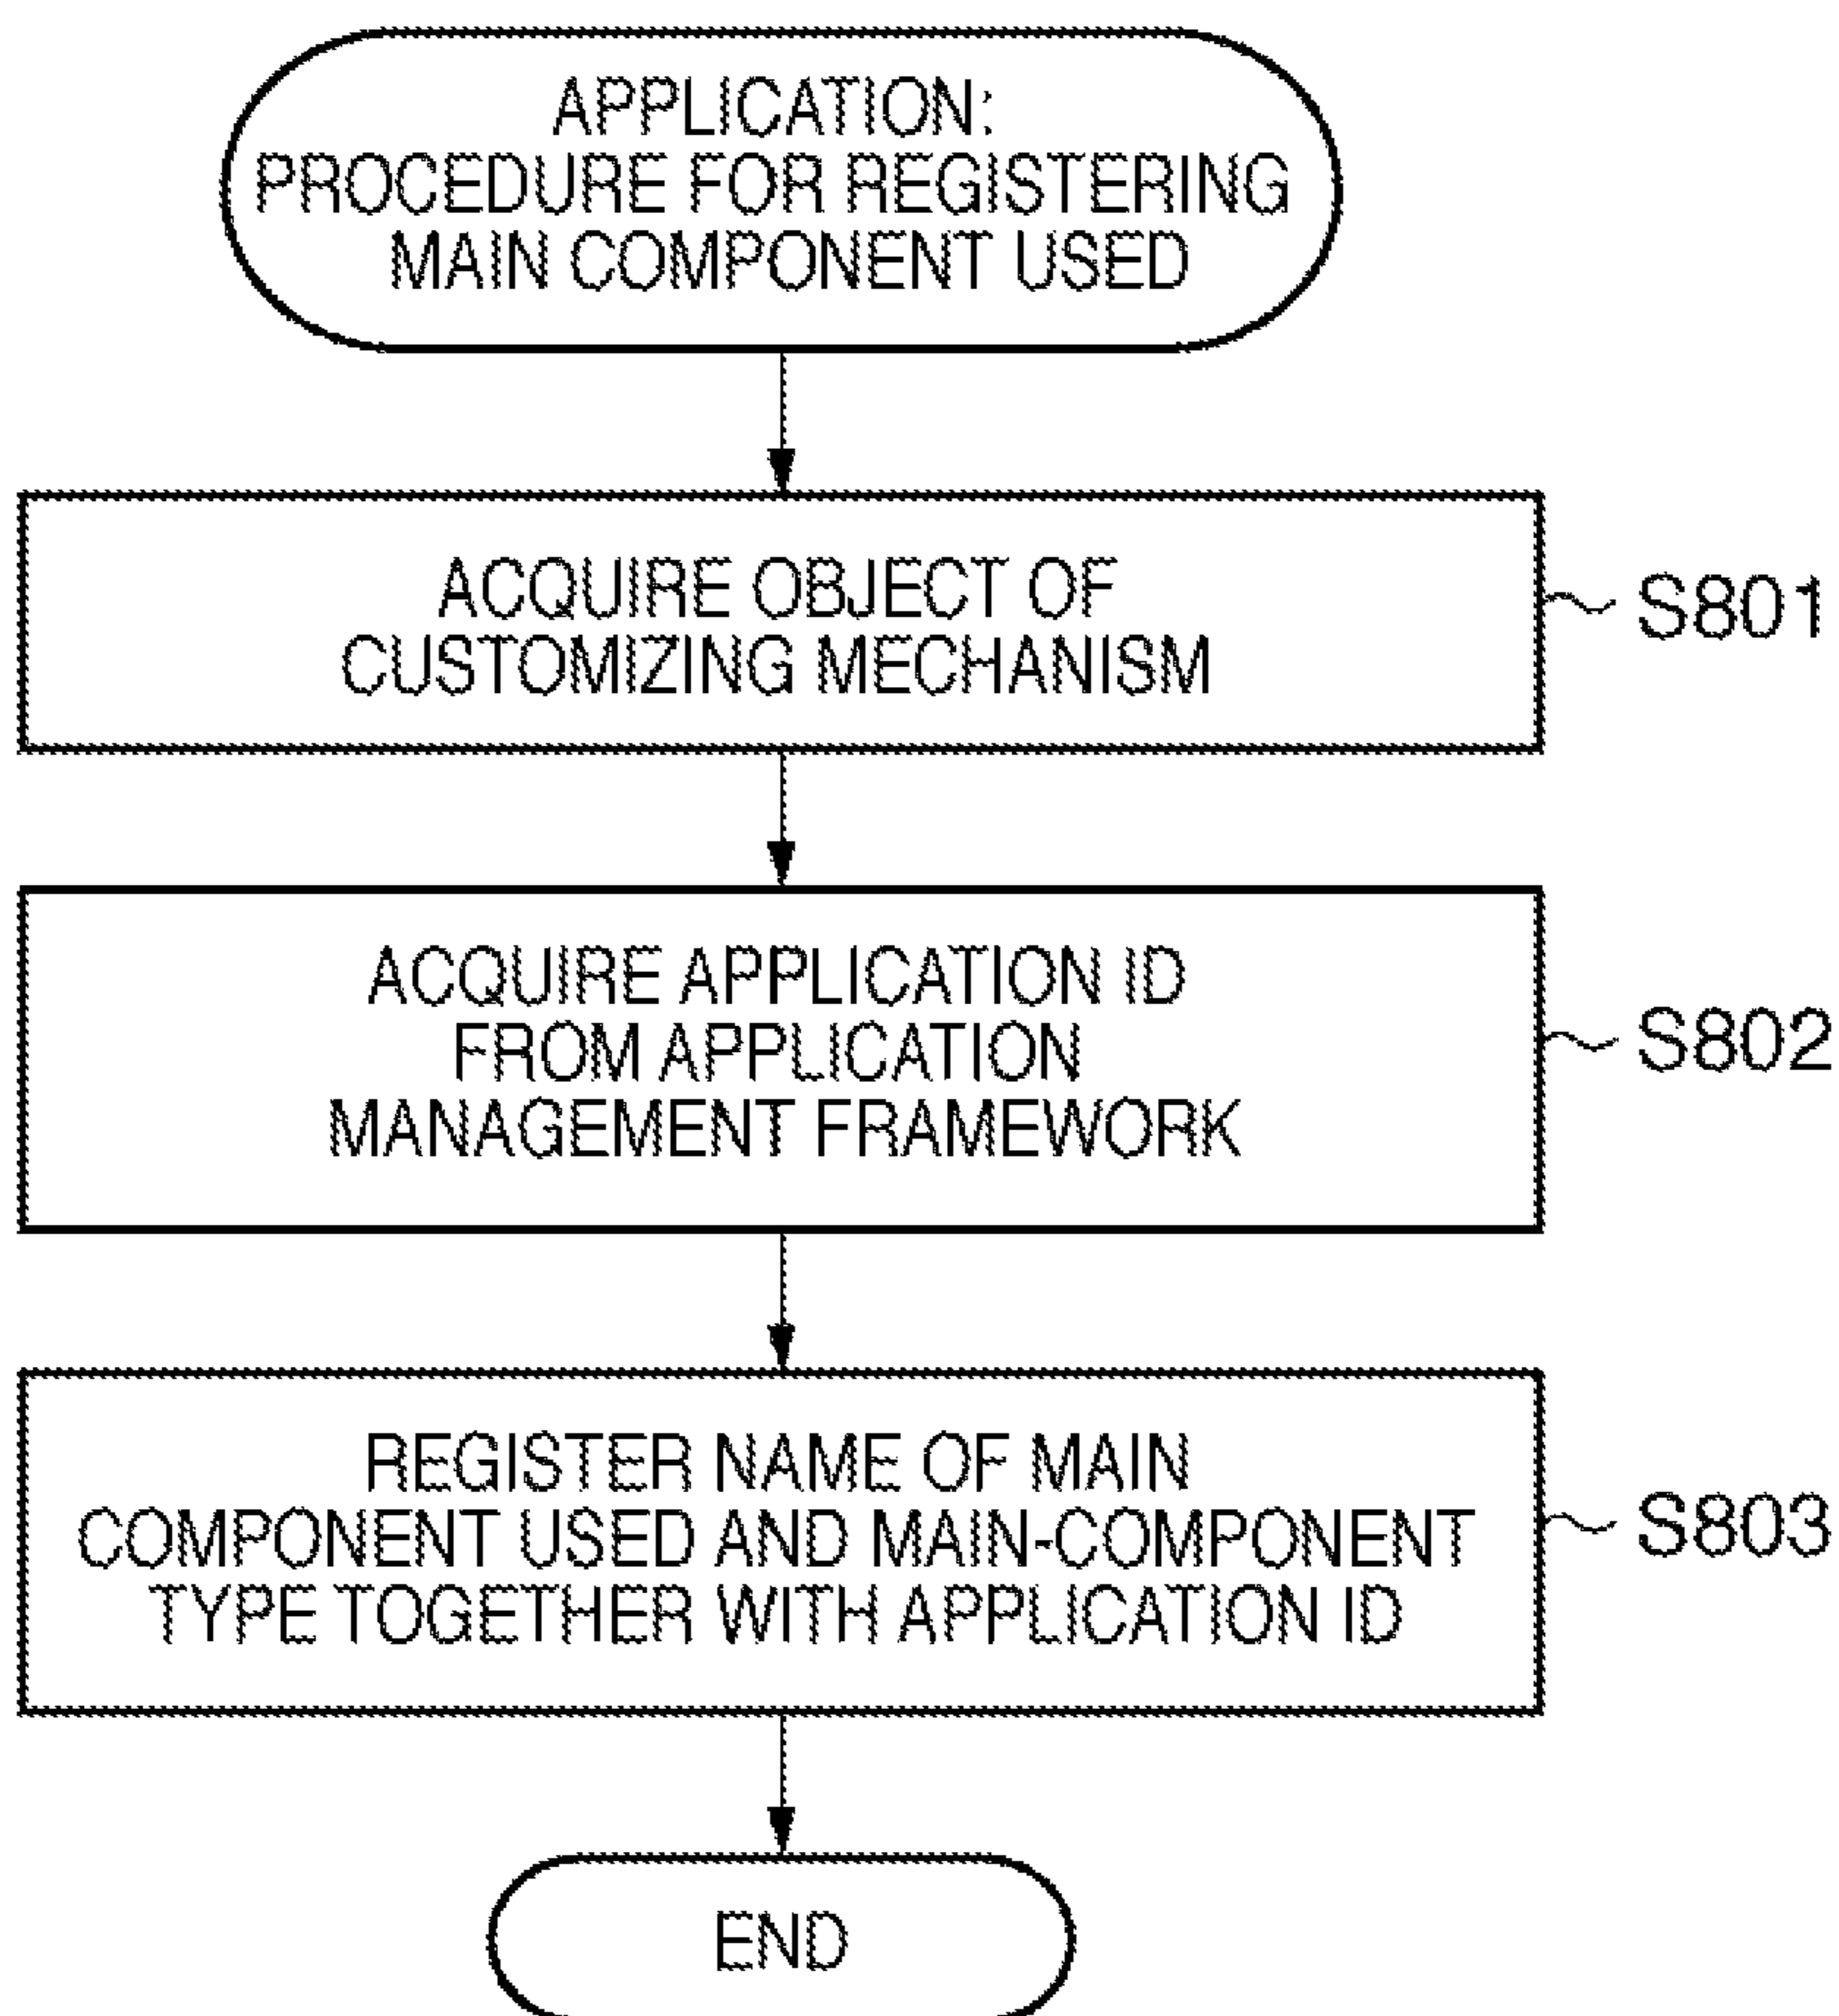 APPLICATION:
PROCEDURE FOR REGISTERING
MAIN COMPONENT USED
ACQUIRE OBJECT OF
CUSTOMIZING MECHANISM
S801
ACQUIRE APPLICATION ID
FROM APPLICATION
MANAGEMENT FRAMEWORK
S802
REGISTER NAME OF MAIN
COMPONENT USED AND MAIN-COMPONENT
TYPE TOGETHER WITH APPLICATION ID
S803
END